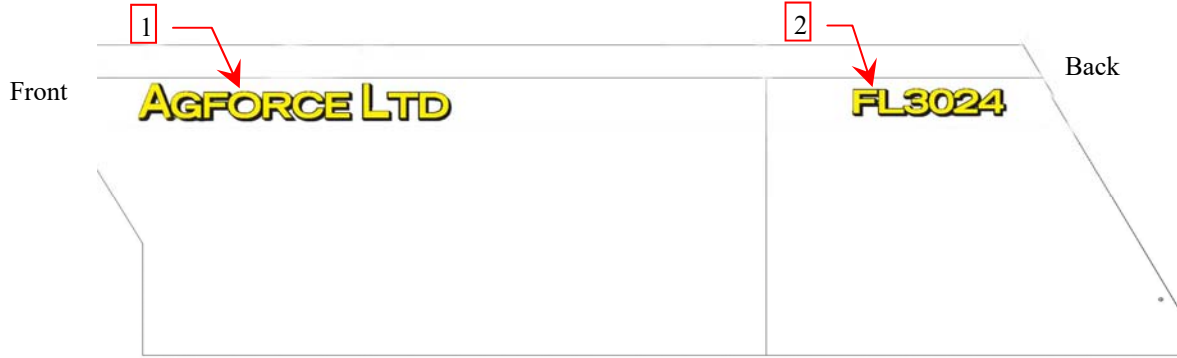 1
2
Front
Back
AGFORCE LTD
FL3024